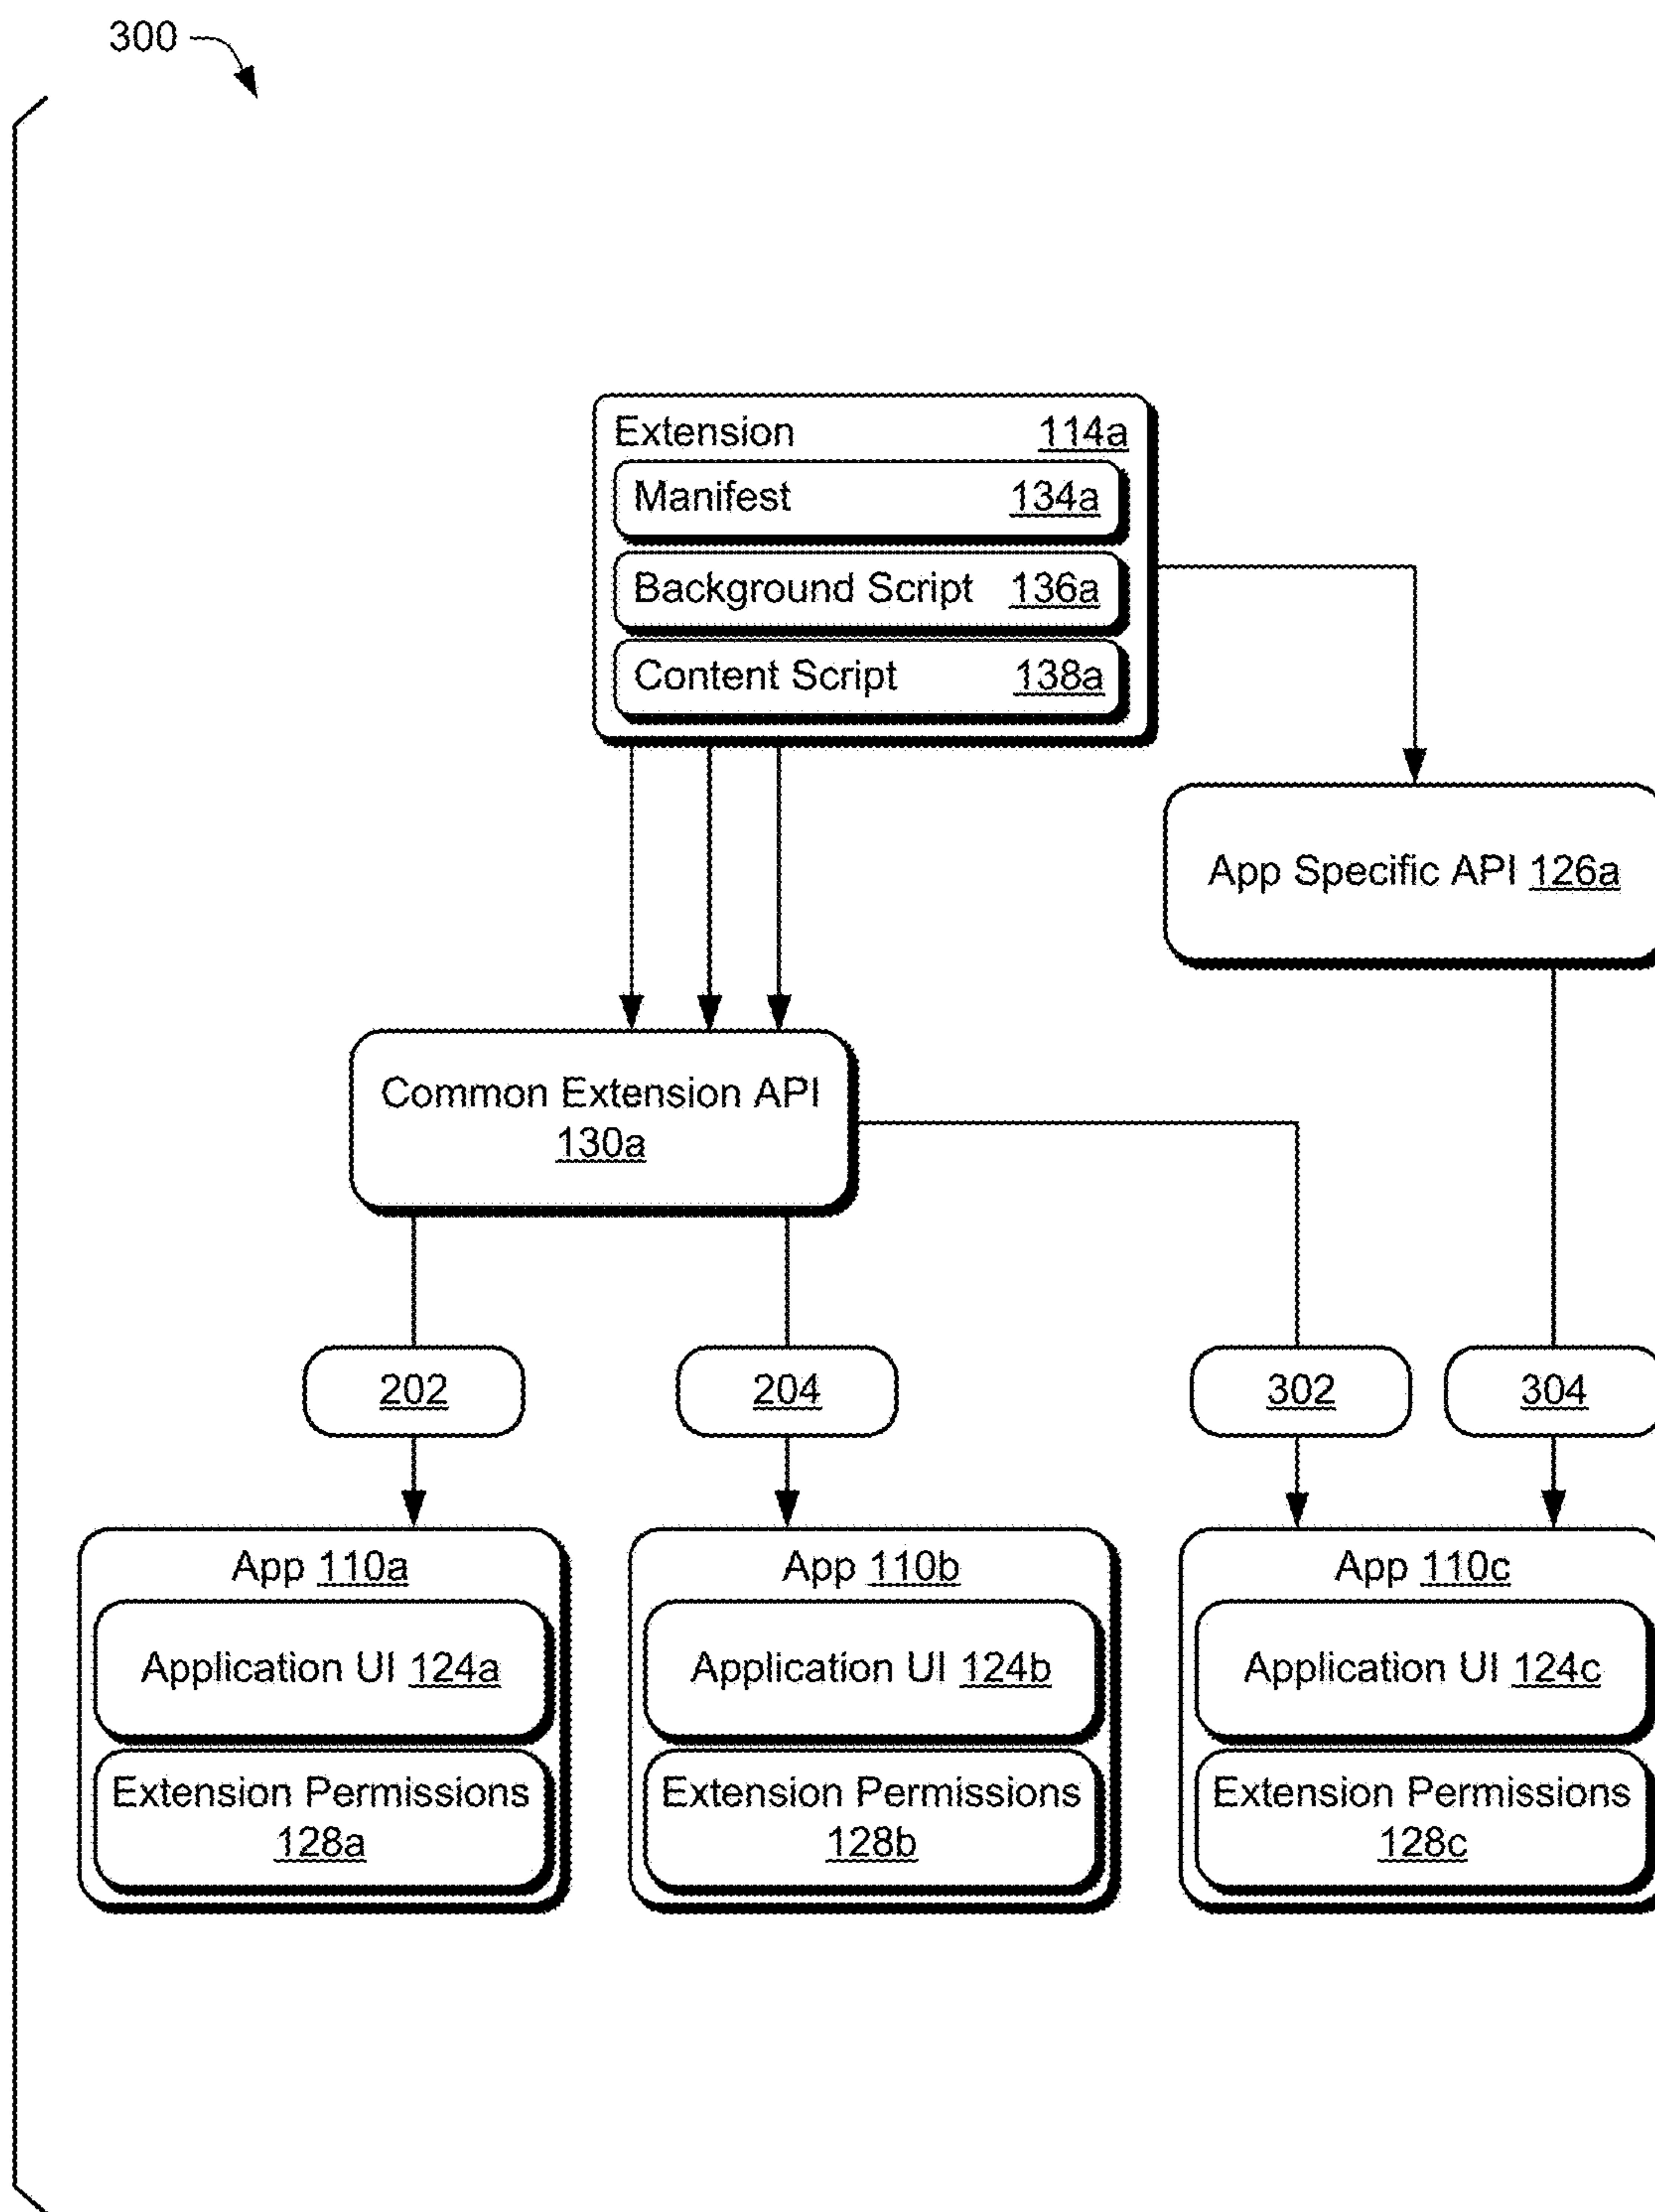 300
Extension 114a
Manifest 134a
Background Script 136a
Content Script 138a
App Specific API 126a
Common Extension API
130a
202
204
302
304
App 110a
Application UI 124a
Extension Permissions
128a
App 110b
Application UI 124b
Extension Permissions
128b
App 110c
Application UI 124c
Extension Permissions
128c